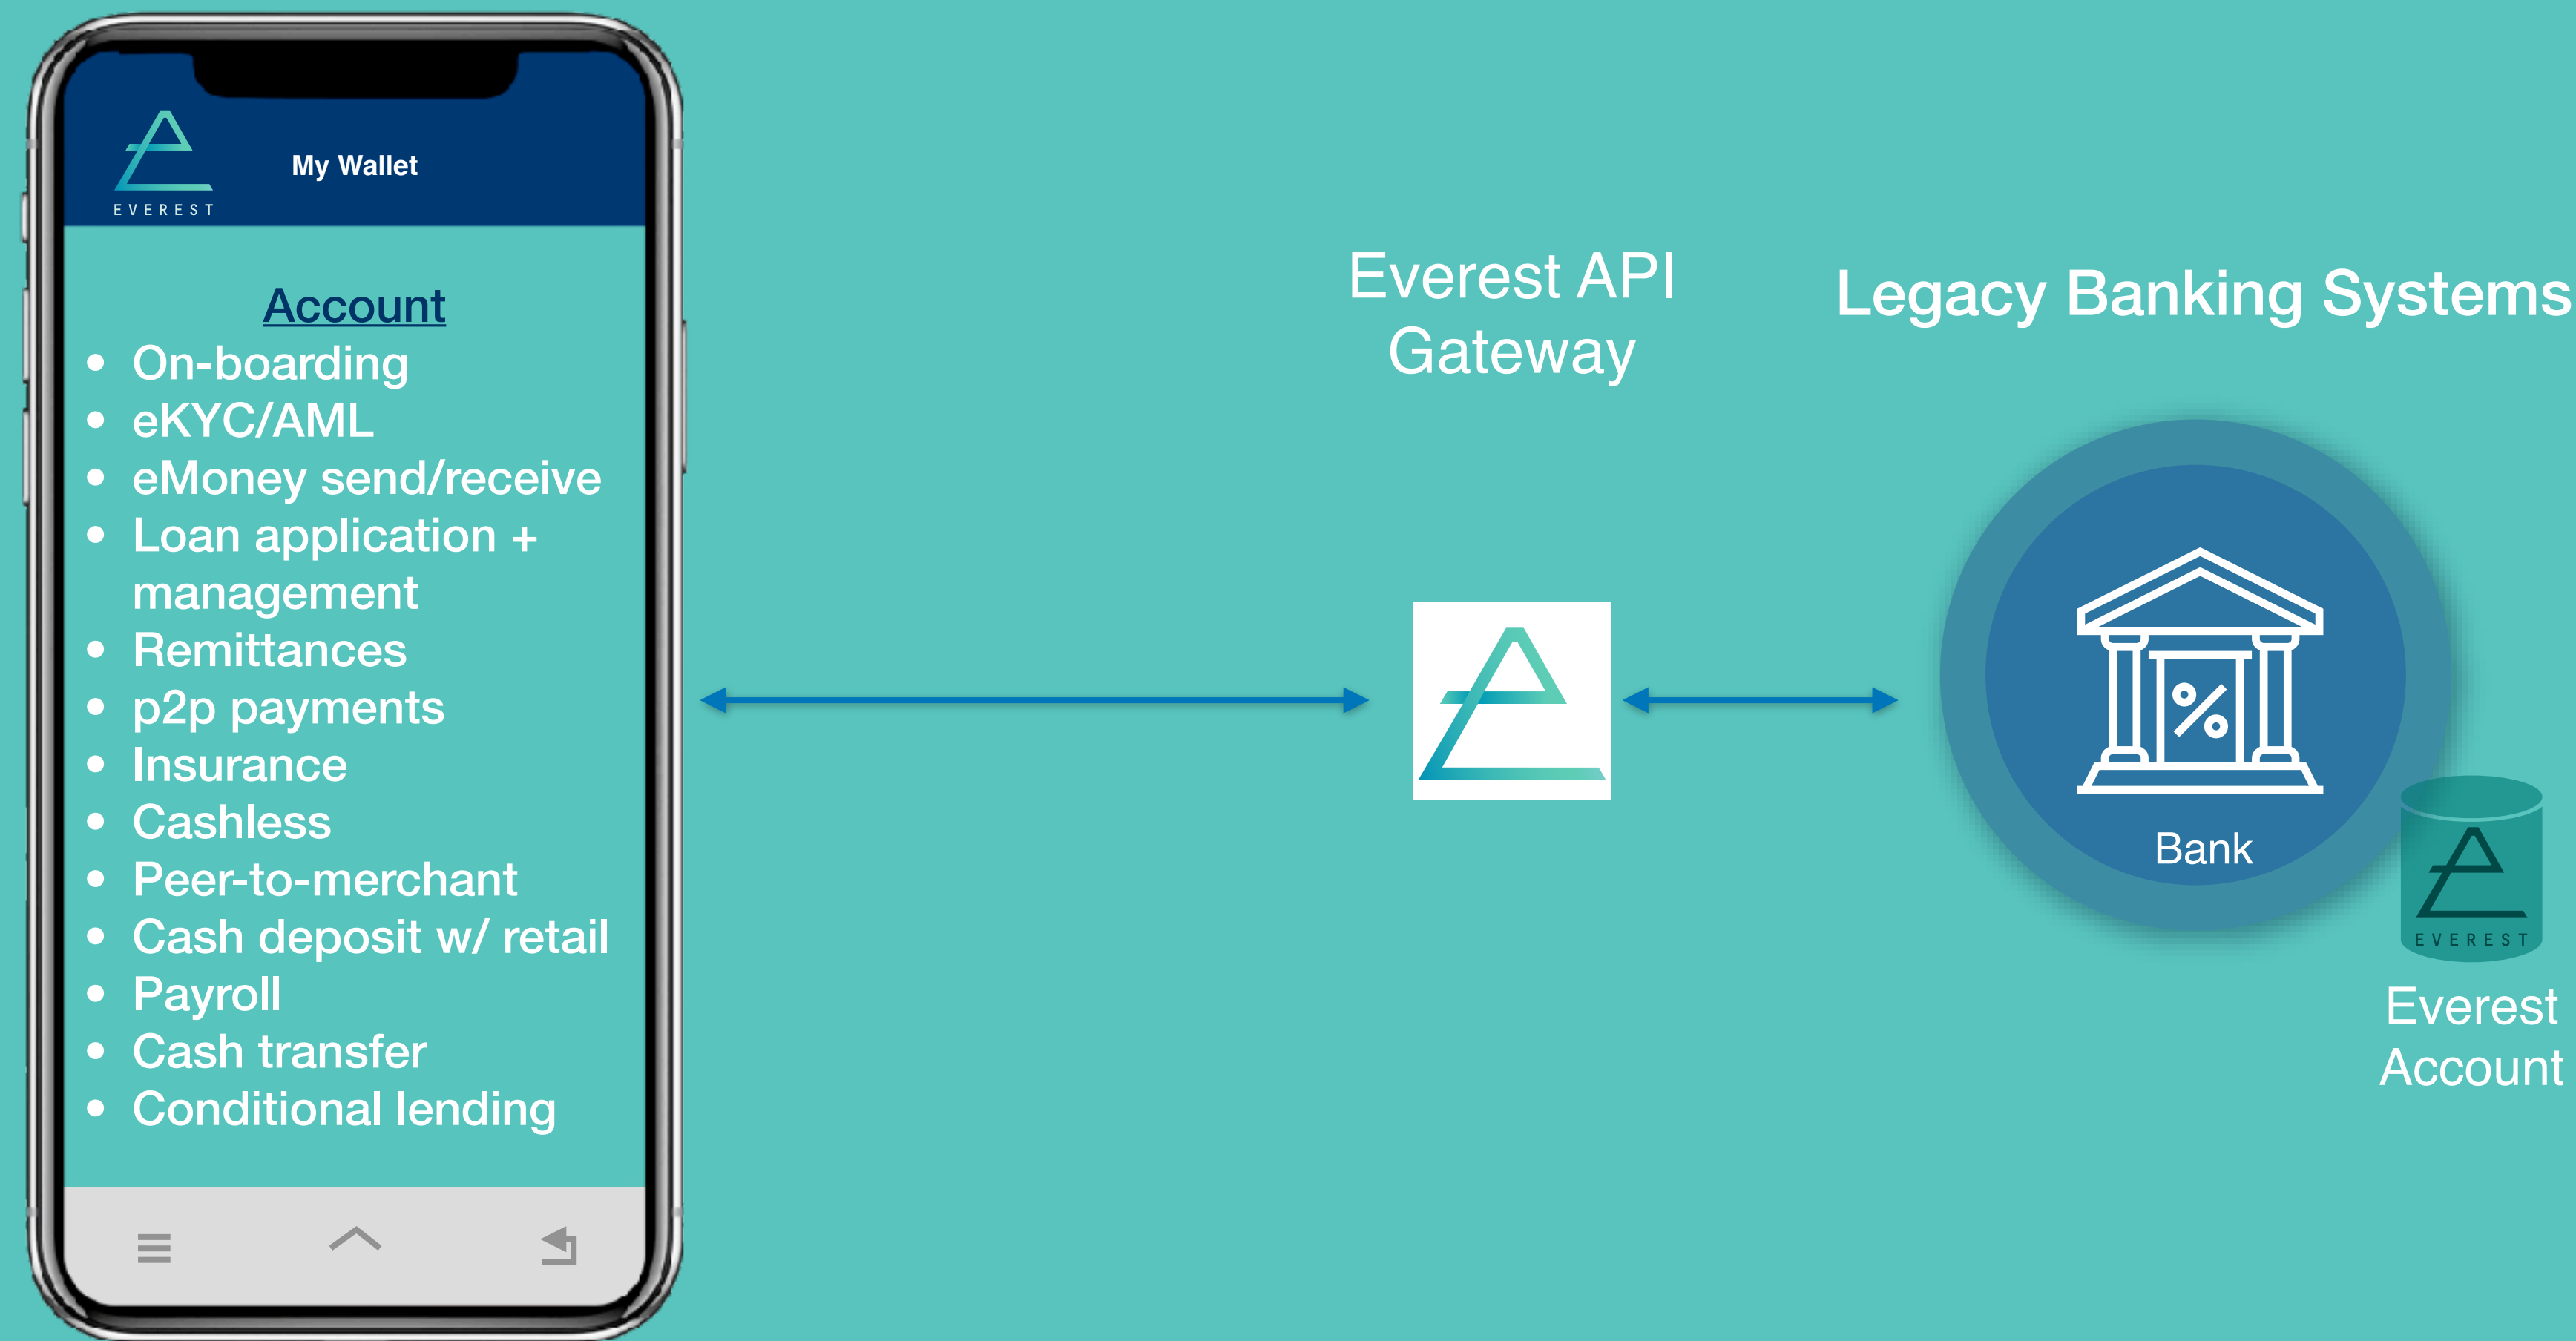 EVEREST
My Wallet
Account
• On-boarding
• eKYC/AML
• eMoney send/receive
• Loan application +
management
• Remittances
• p2p payments
• Insurance
• Cashless
• Peer-to-merchant
• Cash deposit w/ retail
• Payroll
• Cash transfer
• Conditional lending
Everest API
Gateway
Legacy Banking Systems
Bank
EVEREST
Everest
Account